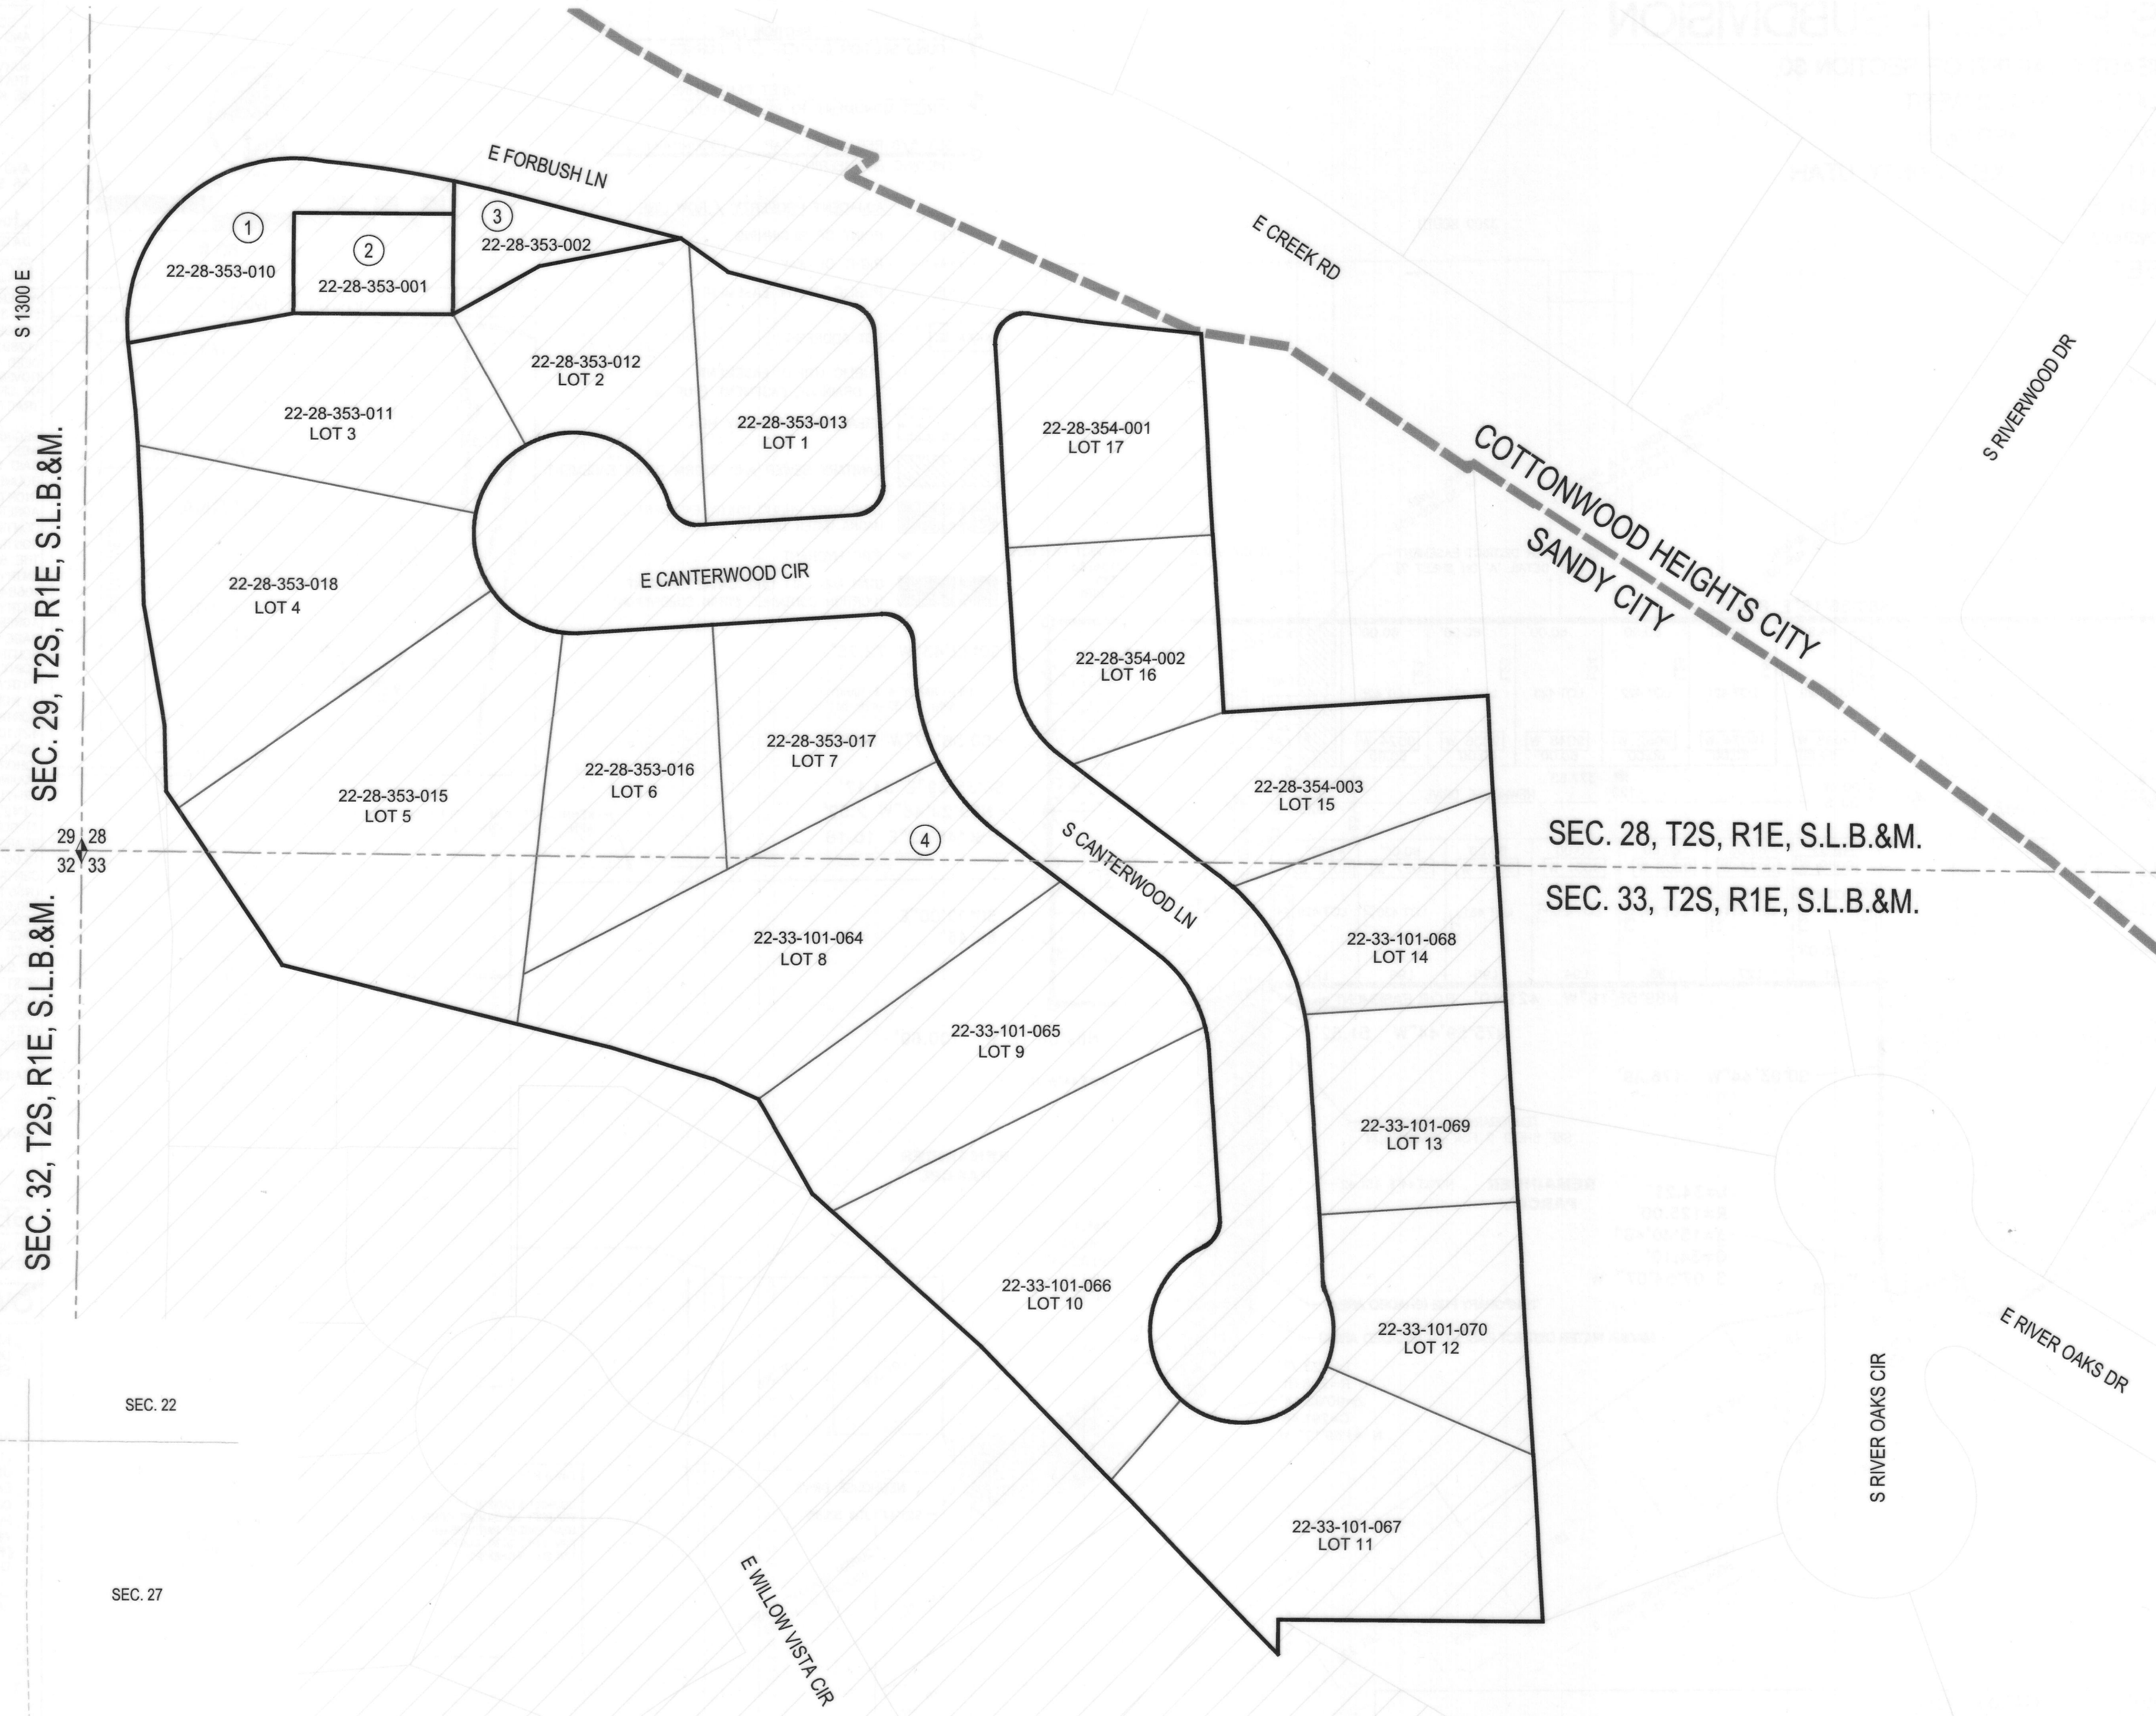 E FORBUSH LN
E CREEK RD
S RIVERWOOD DR
S 1300 E
1
22-28-353-010
2
22-28-353-001
3
22-28-353-002
22-28-353-012
LOT 2
22-28-353-011
LOT 3
22-28-353-013
LOT 1
22-28-354-001
LOT 17
COTTONWOOD HEIGHTS CITY
SANDY CITY
SEC. 29, T2S, R1E, S.L.B.&M.
22-28-353-018
LOT 4
E CANTERWOOD CIR
22-28-354-002
LOT 16
22-28-353-015
LOT 5
22-28-353-016
LOT 6
22-28-353-017
LOT 7
22-28-354-003
LOT 15
29 28
32 33
4
S CANTERWOOD LN
SEC. 28, T2S, R1E, S.L.B.&M.
SEC. 33, T2S, R1E, S.L.B.&M.
SEC. 32, T2S, R1E, S.L.B.&M.
22-33-101-064
LOT 8
22-33-101-068
LOT 14
22-33-101-065
LOT 9
22-33-101-069
LOT 13
22-33-101-066
LOT 10
22-33-101-070
LOT 12
22-33-101-067
LOT 11
E RIVER OAKS DR
S RIVER OAKS CIR
SEC. 22
SEC. 27
E WILLOW VISTA CIR